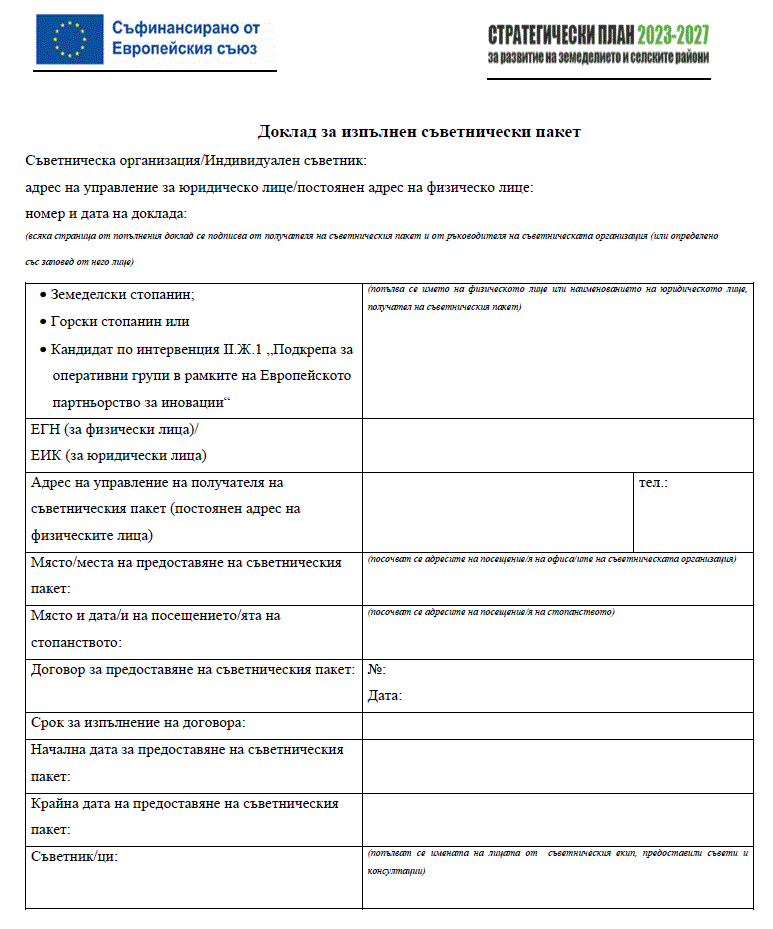 Съфинансирано от
Европейския съюз
СТРАТЕГИЧЕСКИ ПЛАН 2023-2027
за развитие на земеделието и селските райони
Доклад за изпълнен съветнически пакет
Съветническа организация/Индивидуален съветник:
адрес на управление за юридическо лице/постоянен адрес на физическо лице:
номер и дата на доклада:
(всяка страница от попълнения доклад се подписва от получателя на съветническия пакет и от ръководителя на съветническата организация (или определено
със заповед от него лице)
• Земеделски стопанин;
• Горски стопанин или
• Кандидат по интервенция II.Ж.1 „Подкрепа за
оперативни групи в рамките на Европейското
партньорство за иновации“
(попълва се името на физическото лице или наименованието на юридическото лице,
получател на съветническия пакет)
ЕГН (за физически лица)/
ЕИК (за юридически лица)
Адрес на управление на получателя на
съветническия пакет (постоянен адрес на
физическите лица)
тел.:
Място/места на предоставяне на съветническия
пакет:
(посочват се адресите на посещение/я на офиса/ите на съветническата организация)
Място и дата/и на посещението/ята на
стопанството:
(посочват се адресите на посещение/я на стопанството)
Договор за предоставяне на съветническия пакет:
№:
Дата:
Срок за изпълнение на договора:
Начална дата за предоставяне на съветническия
пакет:
Крайна дата на предоставяне на съветническия
пакет:
Съветник/ци:
(попълват се имената на лицата от съветническия екип, предоставили съвети и
консултации)